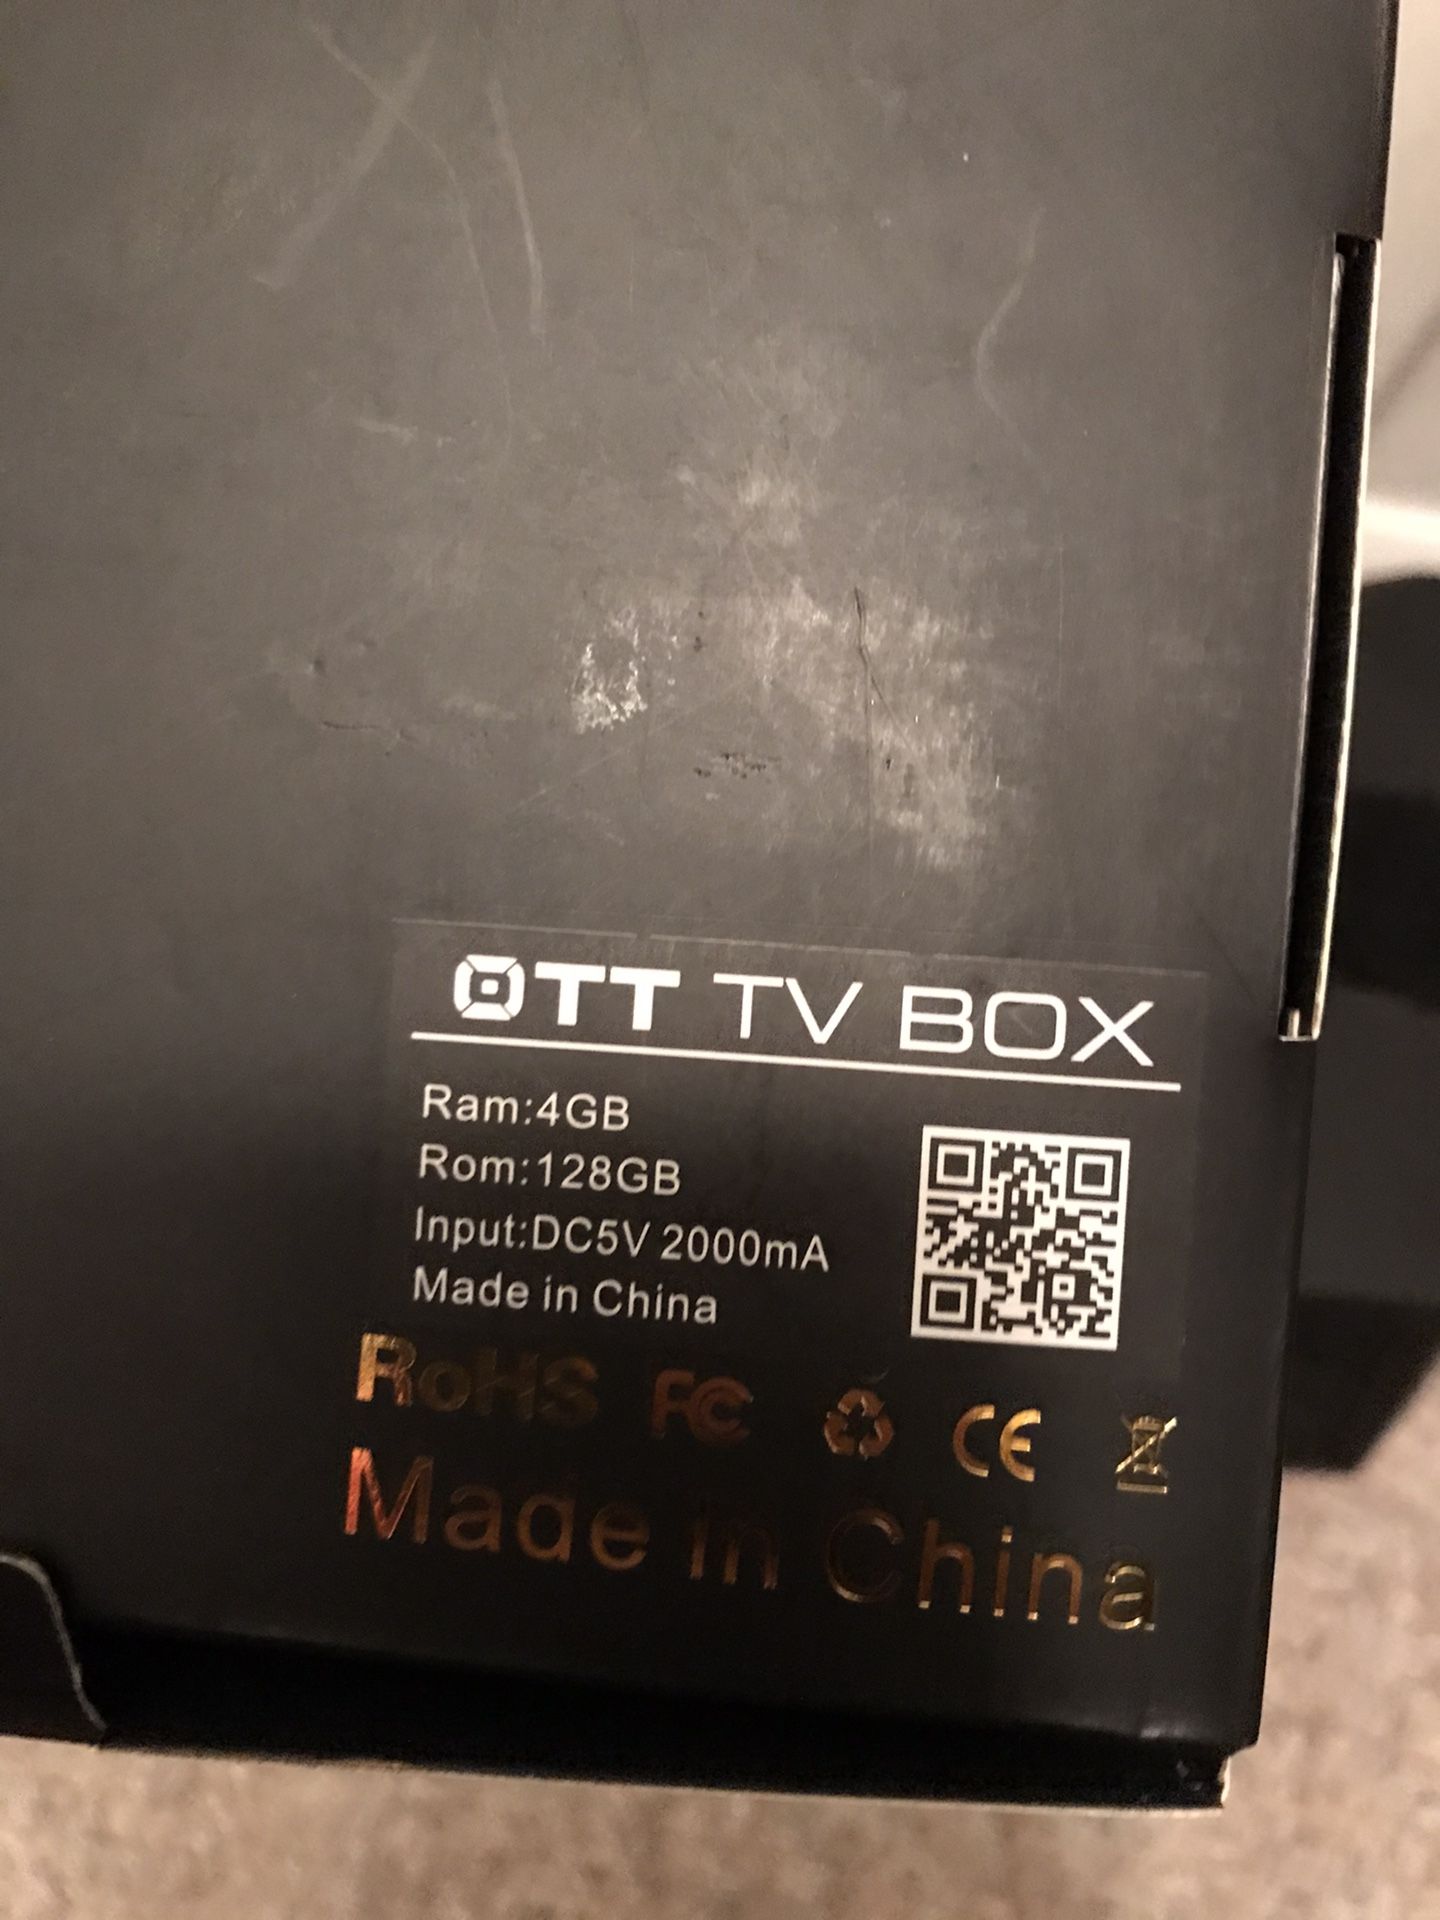 OTT TV BOX
Ram:4GB
Rom:128GB
Input:DC5V 2000mA
Made in China
RoHS FC CE
Made in China